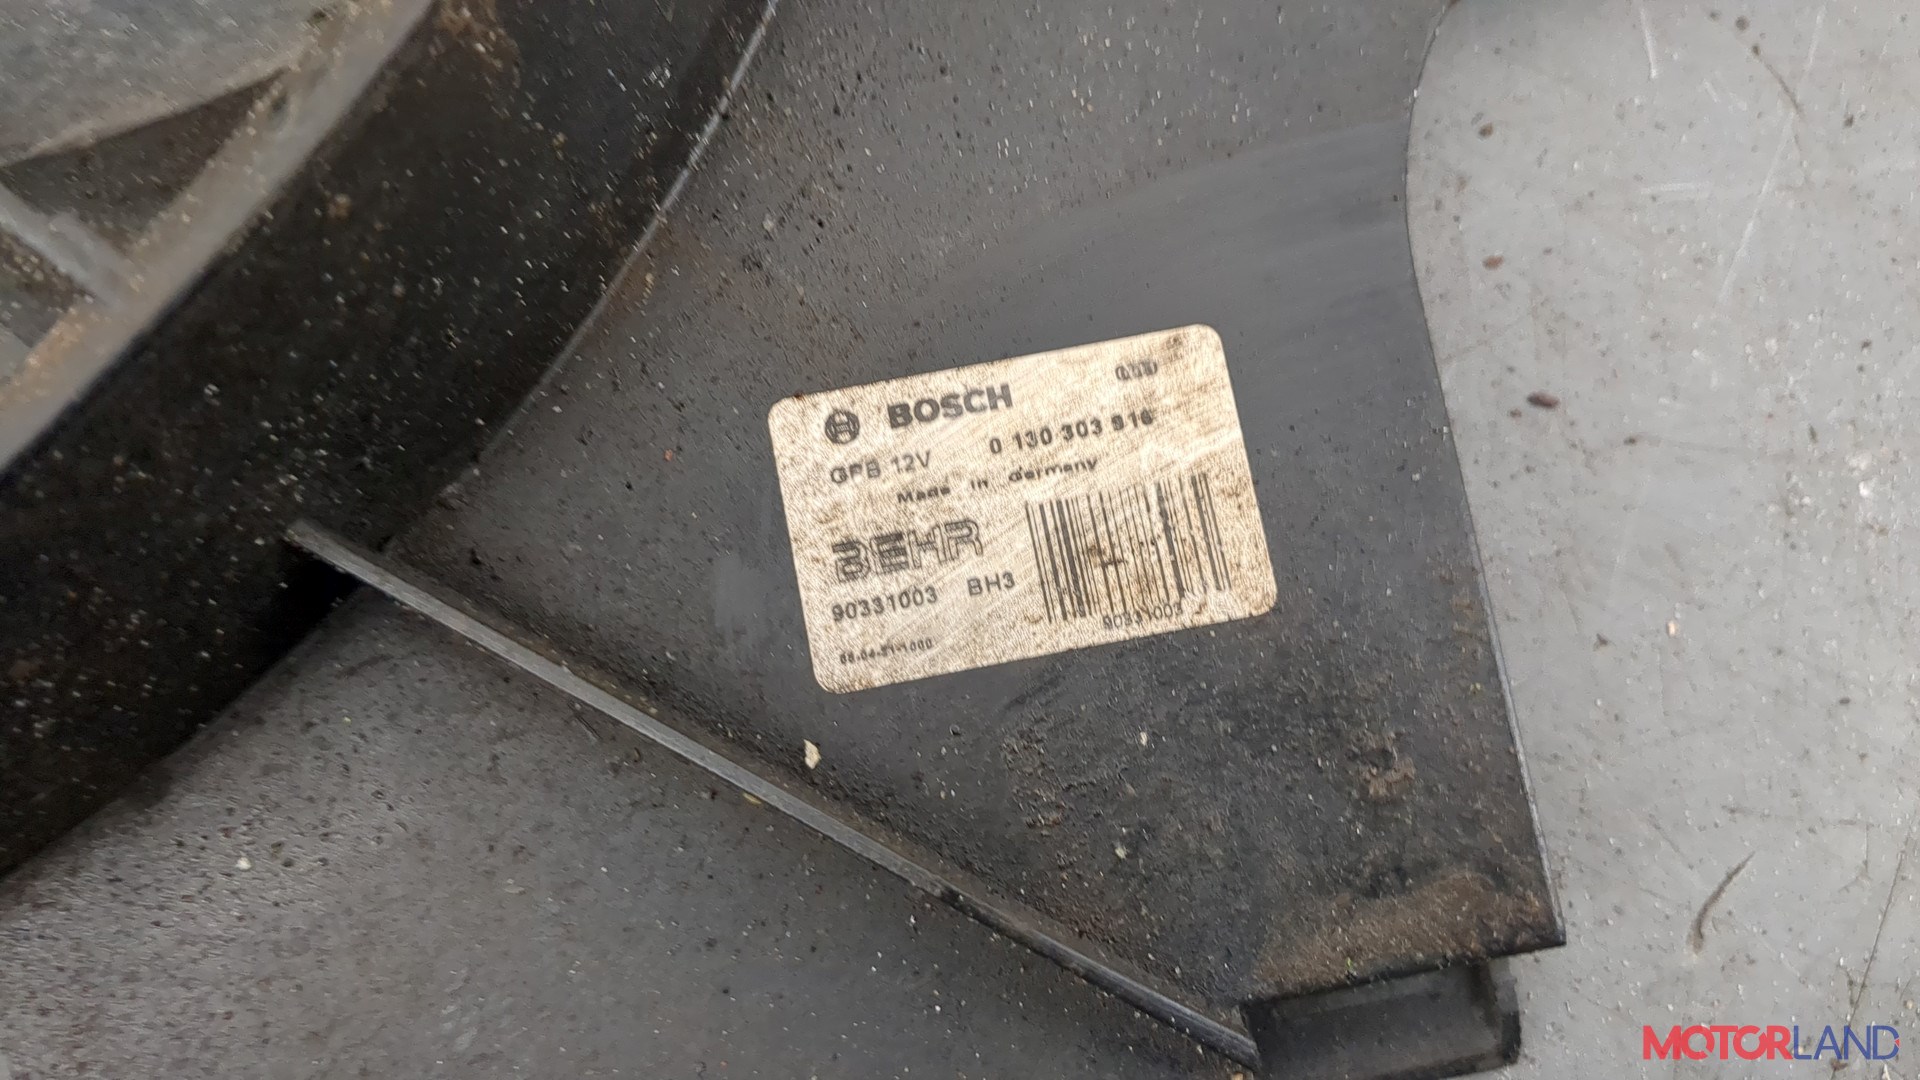 BOSCH
GPB 12V 0 130 303 916
Made in Germany
BEHR
90331003 BH3
90331003
MOTORLAND